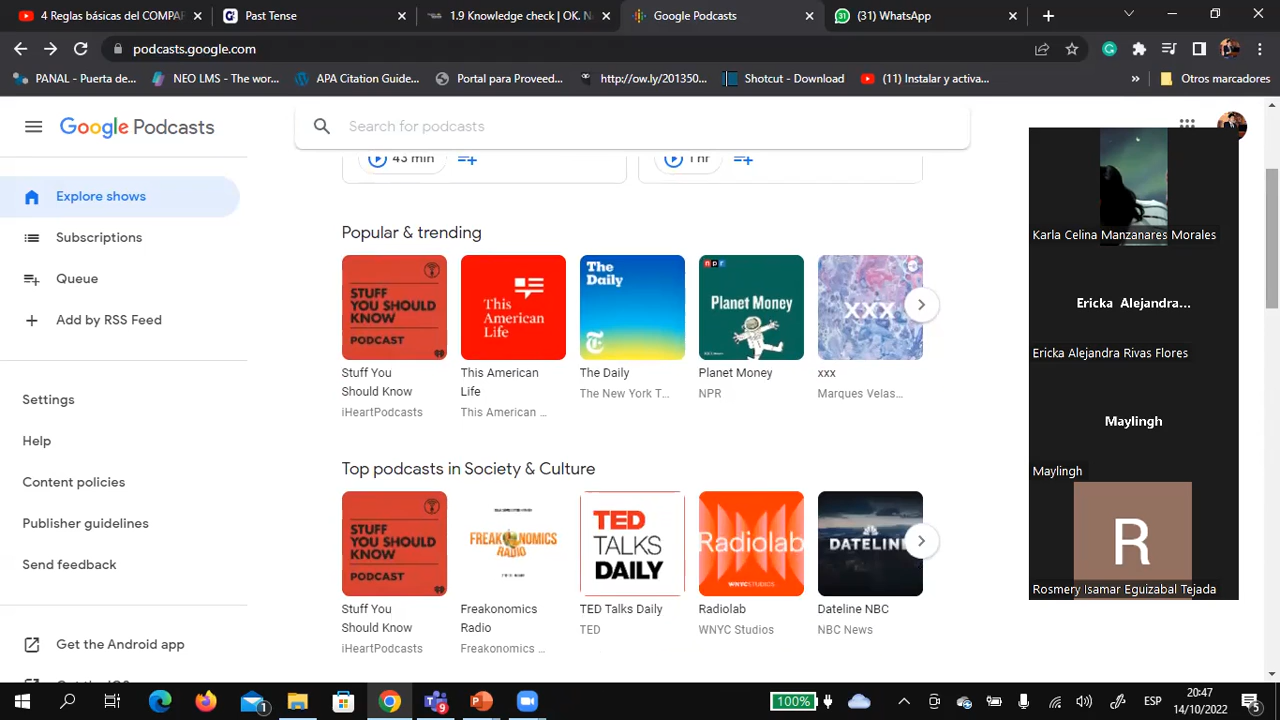 4 Reglas básicas del [COMPAR
Past Tense
1.9 Knowledge check | OK. N
Google Podcasts
(31) WhatsApp
podcasts.google.com
PANAL - Puerta de...
NEO LMS - The wor...
APA Citation Guide...
Portal para Proveed...
http://ow.ly/201350...
Shotcut - Download
(11) Instalar y activa...
»
Otros marcadores
Google Podcasts
Search for podcasts
43 min
1 hr
Explore shows
Subscriptions
Queue
Add by RSS Feed
Settings
Help
Content policies
Publisher guidelines
Send feedback
Get the Android app
Popular & trending
STUFF
YOU SHOULD
KNOW
PODCAST
This
American
Life
The
Daily
npr
Planet Money
XXX
Stuff You
Should Know
iHeartPodcasts
This American
Life
This American ...
The Daily
The New York T...
Planet Money
NPR
xxx
Marques Velas...
Top podcasts in Society & Culture
STUFF
YOU SHOULD
KNOW
PODCAST
FREAKONOMICS
RADIO
TED
TALKS
DAILY
Radiolab
WNYC STUDIOS
DATELINE
Stuff You
Should Know
iHeartPodcasts
Freakonomics
Radio
Freakonomics ...
TED Talks Daily
TED
Radiolab
WNYC Studios
Dateline NBC
NBC News
Karla Celina Manzanares Morales
Ericka Alejandra...
Ericka Alejandra Rivas Flores
Maylingh
Maylingh
R
Rosmery Isamar Eguizabal Tejada
1
9
100%
ESP
20:47
14/10/2022
5